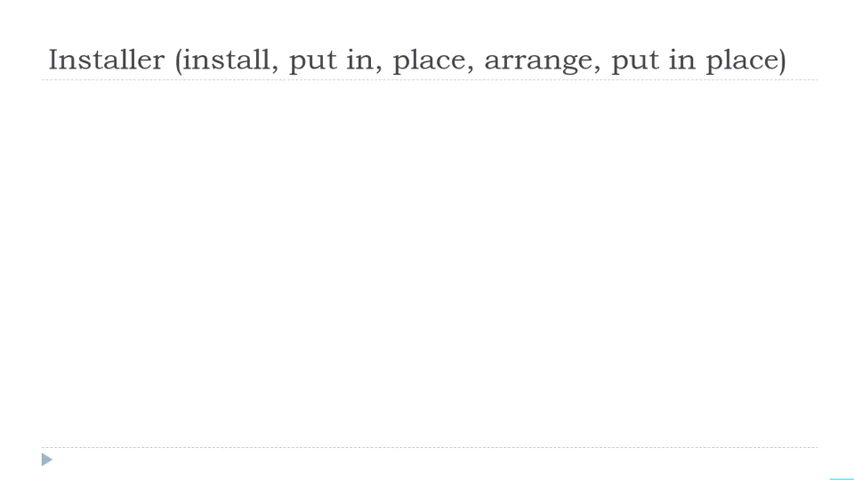 Installer (install, put in, place, arrange, put in place)